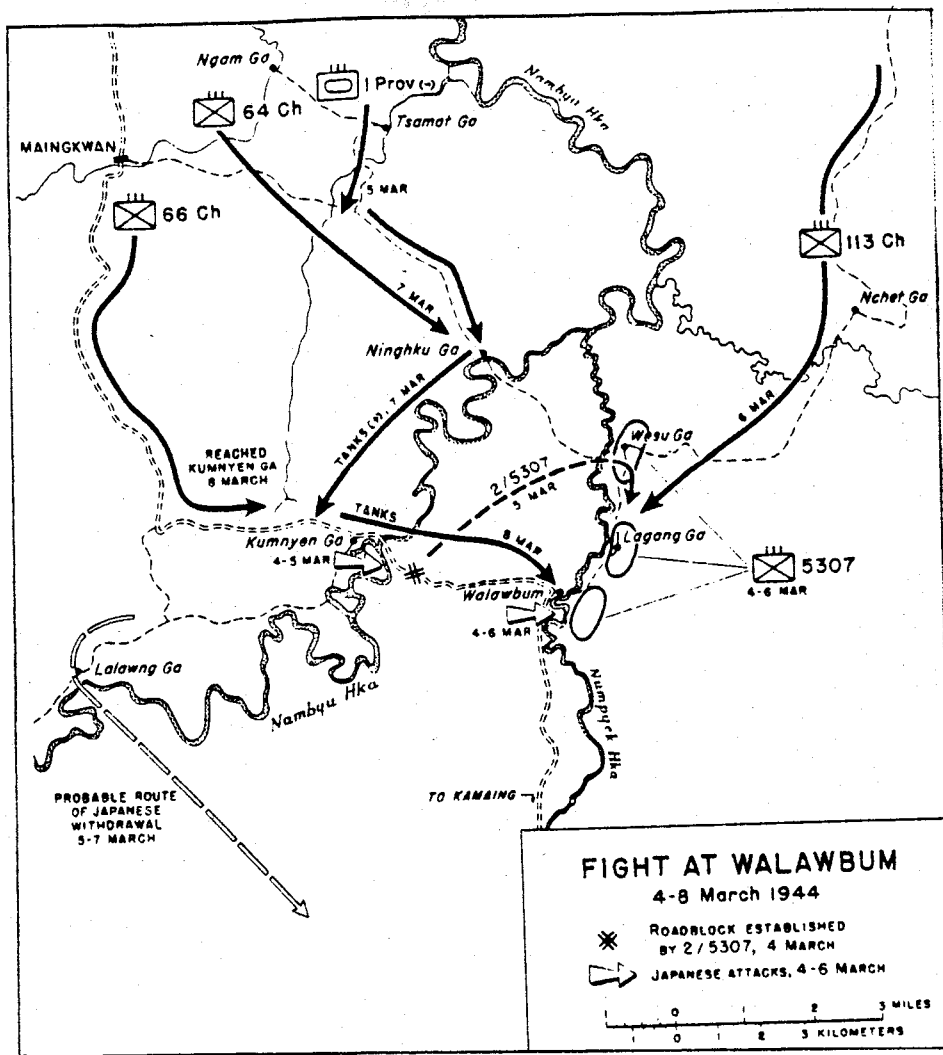 Ngam Ga
1 Prov (-)
64 Ch
Tsamat Ga
Nambyu Hka
MAINGKWAN
5 MAR
66 Ch
113 Ch
Nchet Ga
7 MAR
Ninghku Ga
TANKS (+), 7 MAR
6 MAR
Wesu Ga
REACHED
KUMNYEN GA
8 MARCH
2/5307
5 MAR
TANKS
8 MAR
Kumnyen Ga
4-5 MAR
Lagang Ga
5307
4-6 MAR
Walawbum
4-6 MAR
Lalawng Ga
Nambyu Hka
Numpyek Hka
PROBABLE ROUTE
OF JAPANESE
WITHDRAWAL
5-7 MARCH
TO KAMAING
FIGHT AT WALAWBUM
4-8 March 1944
ROADBLOCK ESTABLISHED
BY 2/5307, 4 MARCH
JAPANESE ATTACKS, 4-6 MARCH
1 0 1 2 3 MILES
1 0 1 2 3 KILOMETERS